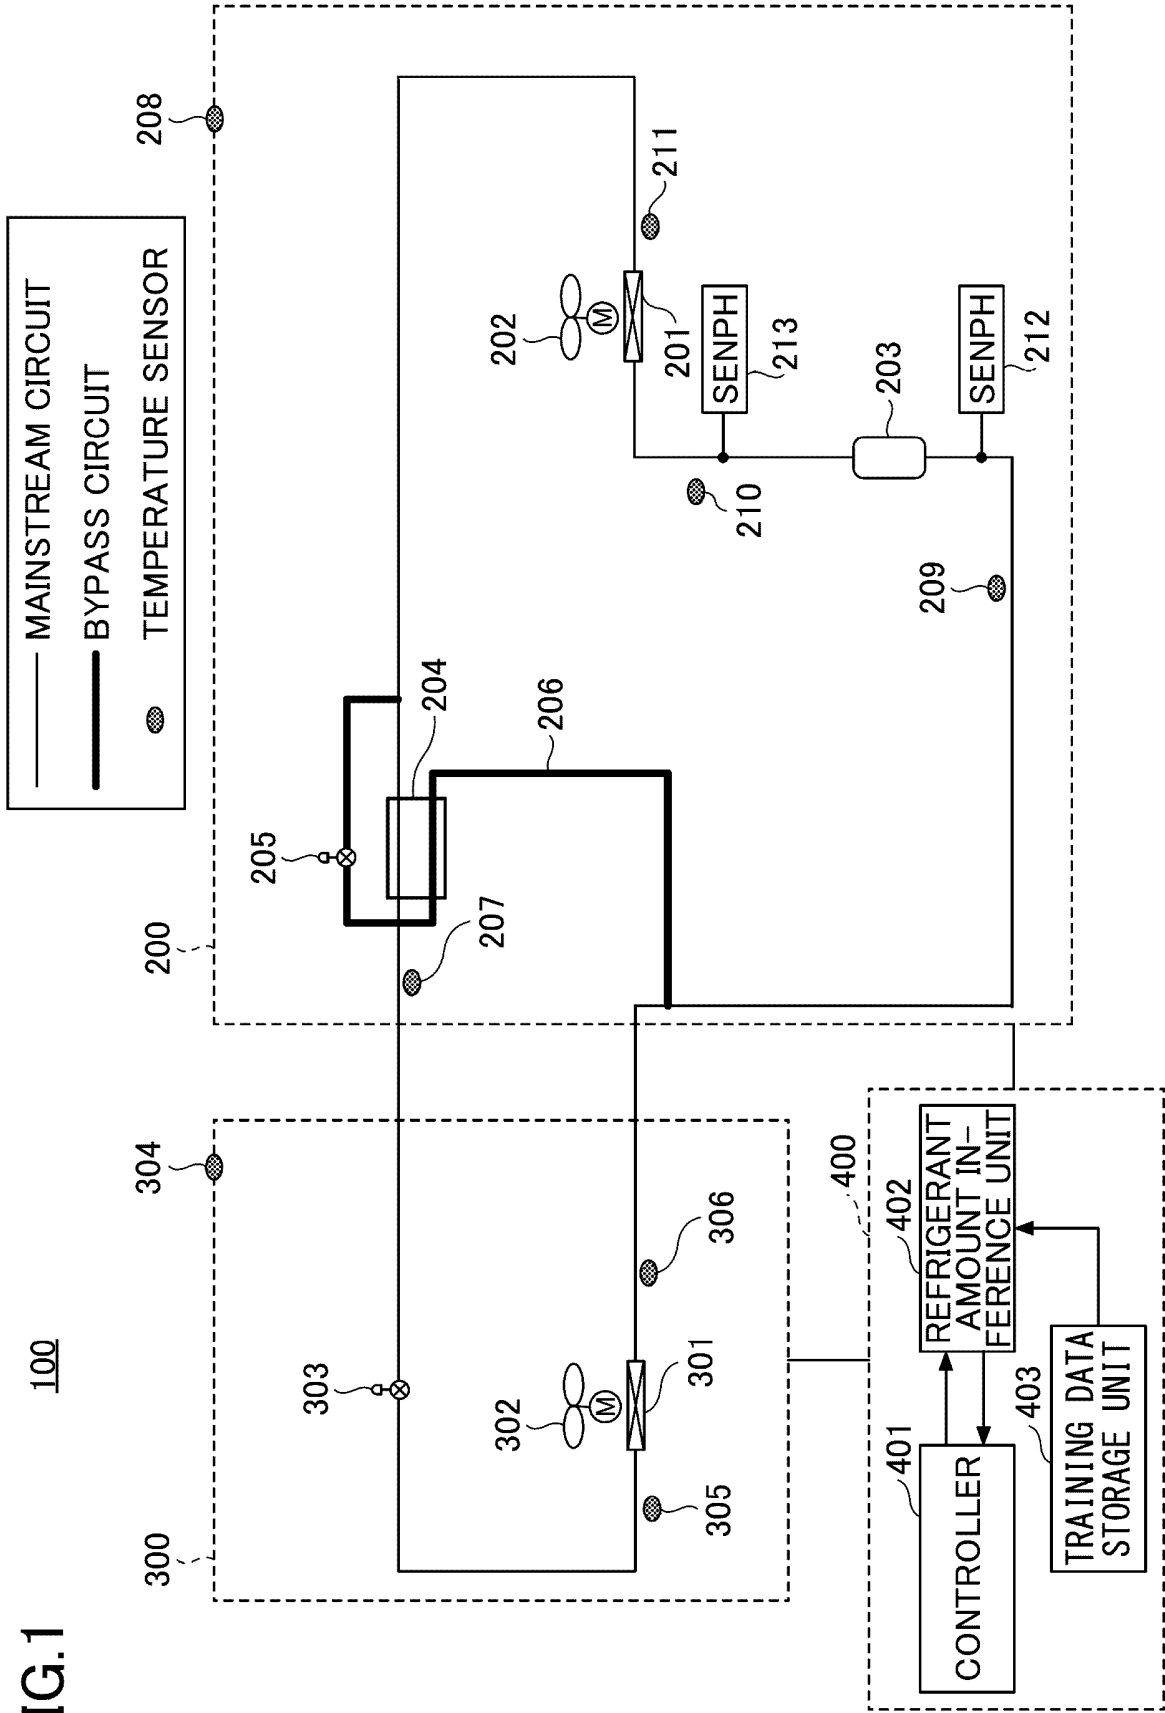 [G.1
100
MAINSTREAM CIRCUIT
BYPASS CIRCUIT
TEMPERATURE SENSOR
300
304
200
208
205
303
204
207
206
302
M
301
305
306
202
M
201
211
SENPH
213
210
203
SENPH
212
209
400
401
CONTROLLER
402
REFRIGERANT
AMOUNT IN-
FERENCE UNIT
403
TRAINING DATA
STORAGE UNIT